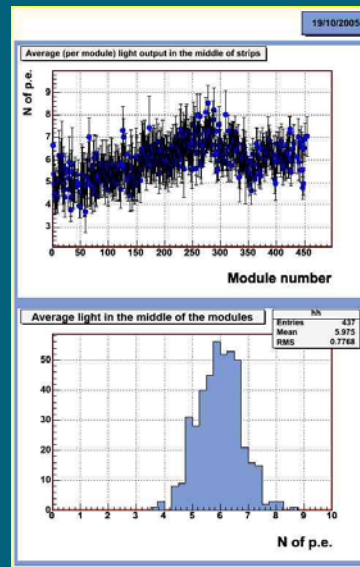 19/10/2005
Average (per module) light output in the middle of strips
N of p.e.
9
8
7
6
5
4
3
0 50 100 150 200 250 300 350 400 450
Module number
Average light in the middle of the modules
hh
Entries 437
Mean 5.975
RMS 0.7768
50
40
30
20
10
0
0 1 2 3 4 5 6 7 8 9 10
N of p.e.